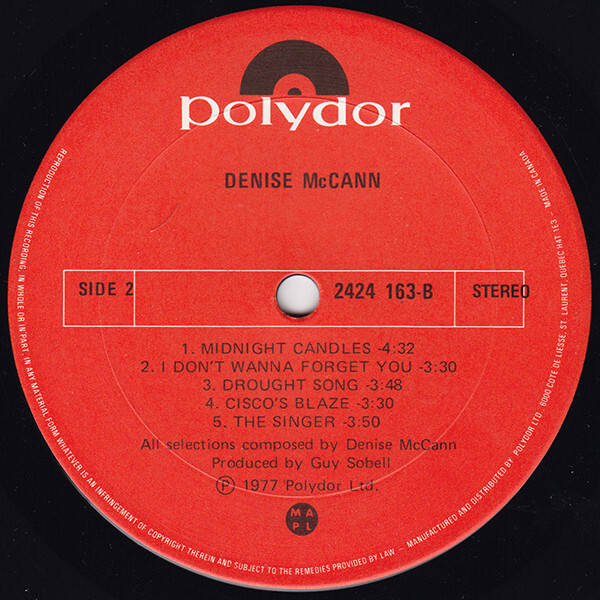 polydor
DENISE McCANN
SIDE 2
2424 163-B
STEREO
1. MIDNIGHT CANDLES -4:32
2. I DON'T WANNA FORGET YOU -3:30
3. DROUGHT SONG -3:48
4. CISCO'S BLAZE -3:30
5. THE SINGER -3:50
All selections composed by Denise McCann
Produced by Guy Sobell
℗ 1977 Polydor Ltd.
M A
P L
REPRODUCTION OF THIS RECORDING, IN WHOLE OR IN PART, IN ANY MATERIAL FORM WHATEVER IS AN INFRINGEMENT OF COPYRIGHT THEREIN AND SUBJECT TO THE REMEDIES PROVIDED BY LAW – MANUFACTURED AND DISTRIBUTED BY POLYDOR LTD. 6000 COTE DE LIESSE, ST. LAURENT, QUEBEC H4T 1E3 - MADE IN CANADA